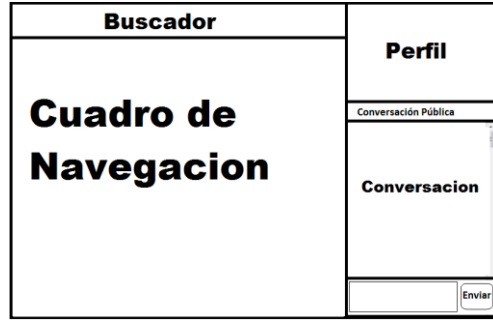 Buscador
Cuadro de
Navegacion
Perfil
Conversación Pública
Conversacion
Enviar